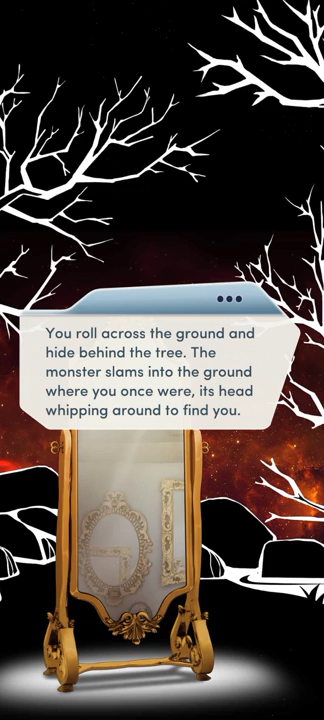 You roll across the ground and
hide behind the tree. The
monster slams into the ground
where you once were, its head
whipping around to find you.